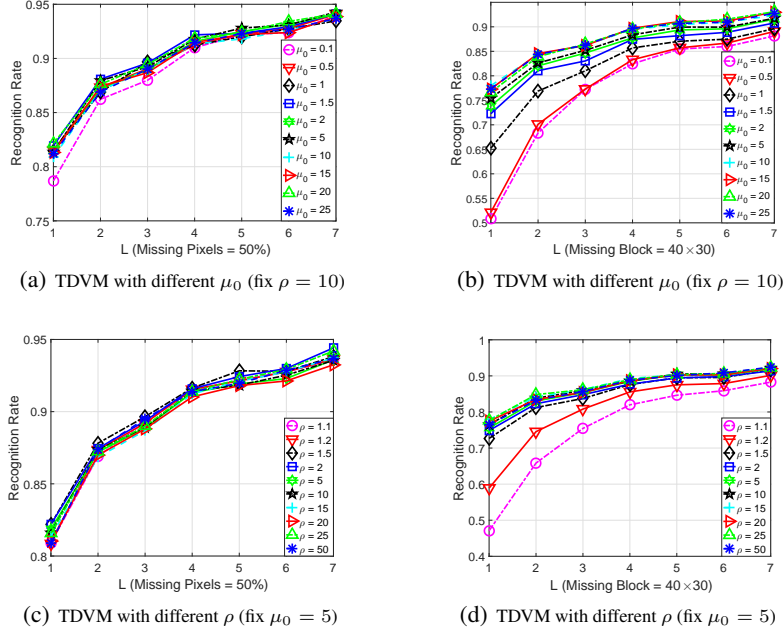 0.95
0.9
0.85
0.8
0.75
Recognition Rate
1 2 3 4 5 6 7
L (Missing Pixels = 50%)
μ₀ = 0.1
μ₀ = 0.5
μ₀ = 1
μ₀ = 1.5
μ₀ = 2
μ₀ = 5
μ₀ = 10
μ₀ = 15
μ₀ = 20
μ₀ = 25
(a) TDVM with different μ₀ (fix ρ = 10)
0.95
0.9
0.85
0.8
0.75
0.7
0.65
0.6
0.55
0.5
Recognition Rate
1 2 3 4 5 6 7
L (Missing Block = 40×30)
μ₀ = 0.1
μ₀ = 0.5
μ₀ = 1
μ₀ = 1.5
μ₀ = 2
μ₀ = 5
μ₀ = 10
μ₀ = 15
μ₀ = 20
μ₀ = 25
(b) TDVM with different μ₀ (fix ρ = 10)
0.95
0.9
0.85
0.8
Recognition Rate
1 2 3 4 5 6 7
L (Missing Pixels = 50%)
ρ = 1.1
ρ = 1.2
ρ = 1.5
ρ = 2
ρ = 5
ρ = 10
ρ = 15
ρ = 20
ρ = 25
ρ = 50
(c) TDVM with different ρ (fix μ₀ = 5)
1
0.9
0.8
0.7
0.6
0.5
0.4
Recognition Rate
1 2 3 4 5 6 7
L (Missing Block = 40×30)
ρ = 1.1
ρ = 1.2
ρ = 1.5
ρ = 2
ρ = 5
ρ = 10
ρ = 15
ρ = 20
ρ = 25
ρ = 50
(d) TDVM with different ρ (fix μ₀ = 5)